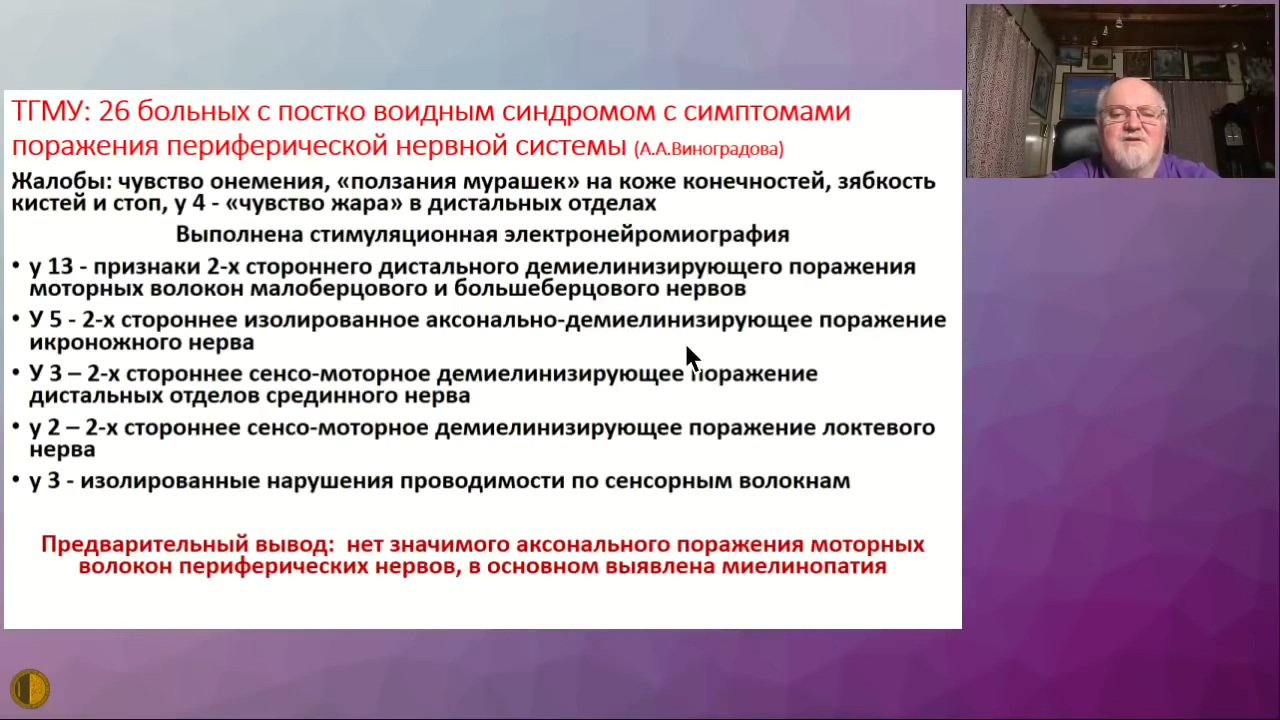 ТГМУ: 26 больных с постко воидным синдромом с симптомами
поражения периферической нервной системы (А.А.Виноградова)
Жалобы: чувство онемения, «ползания мурашек» на коже конечностей, зябкость
кистей и стоп, у 4 - «чувство жара» в дистальных отделах
Выполнена стимуляционная электронейромиография
• у 13 - признаки 2-х стороннего дистального демиелинизирующего поражения
моторных волокон малоберцового и большеберцового нервов
• У 5 - 2-х стороннее изолированное аксонально-демиелинизирующее поражение
икроножного нерва
• У 3 – 2-х стороннее сенсо-моторное демиелинизирующее поражение
дистальных отделов срединного нерва
• у 2 – 2-х стороннее сенсо-моторное демиелинизирующее поражение локтевого
нерва
• у 3 - изолированные нарушения проводимости по сенсорным волокнам
Предварительный вывод: нет значимого аксонального поражения моторных
волокон периферических нервов, в основном выявлена миелинопатия